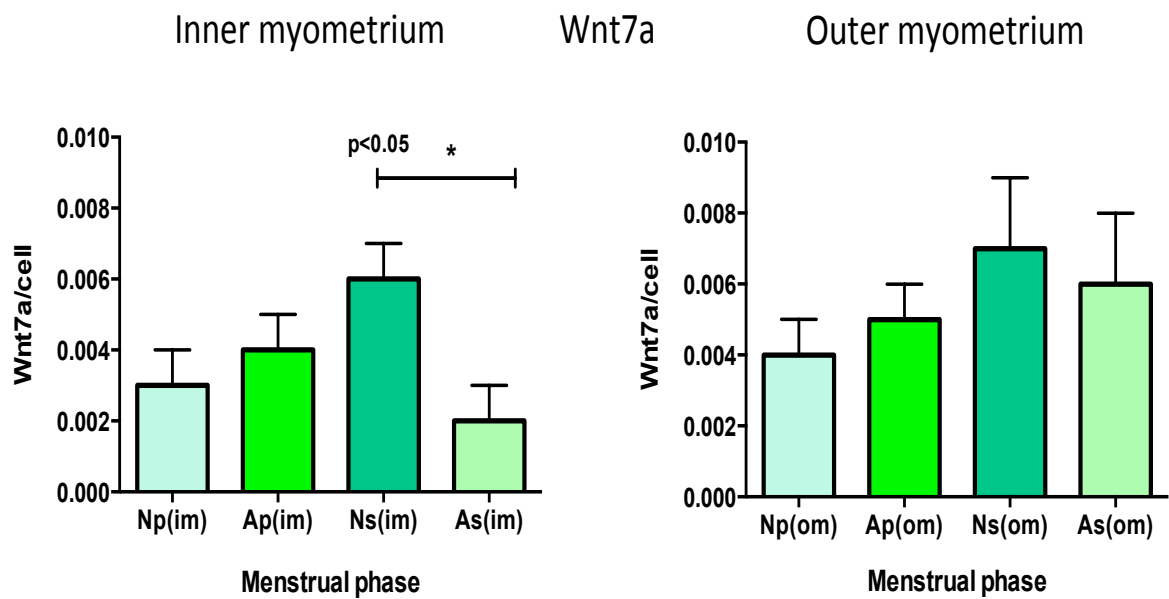 Inner myometrium Wnt7a Outer myometrium
p<0.05 *
Wnt7a/cell
0.010
0.008
0.006
0.004
0.002
0.000
Np(im) Ap(im) Ns(im) As(im)
Menstrual phase
Wnt7a/cell
0.010
0.008
0.006
0.004
0.002
0.000
Np(om) Ap(om) Ns(om) As(om)
Menstrual phase